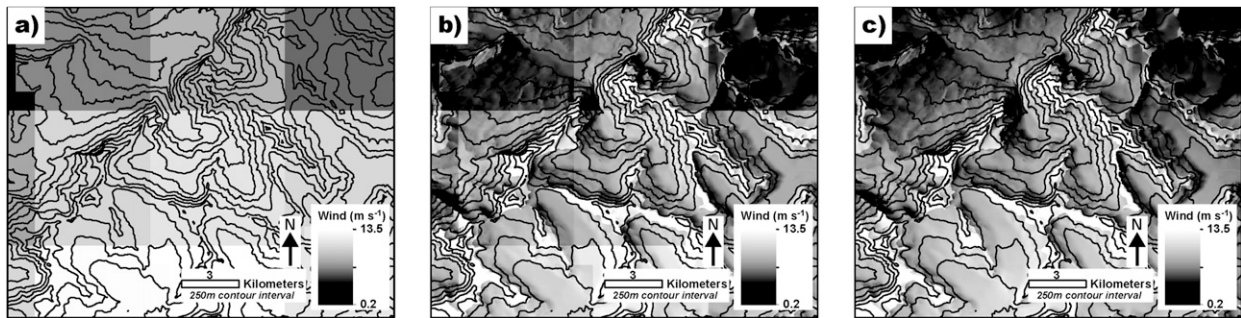 a)
N
Wind (m s⁻¹)
13.5
0.2
3
Kilometers
250m contour interval
b)
N
Wind (m s⁻¹)
13.5
0.2
3
Kilometers
250m contour interval
c)
N
Wind (m s⁻¹)
13.5
0.2
3
Kilometers
250m contour interval